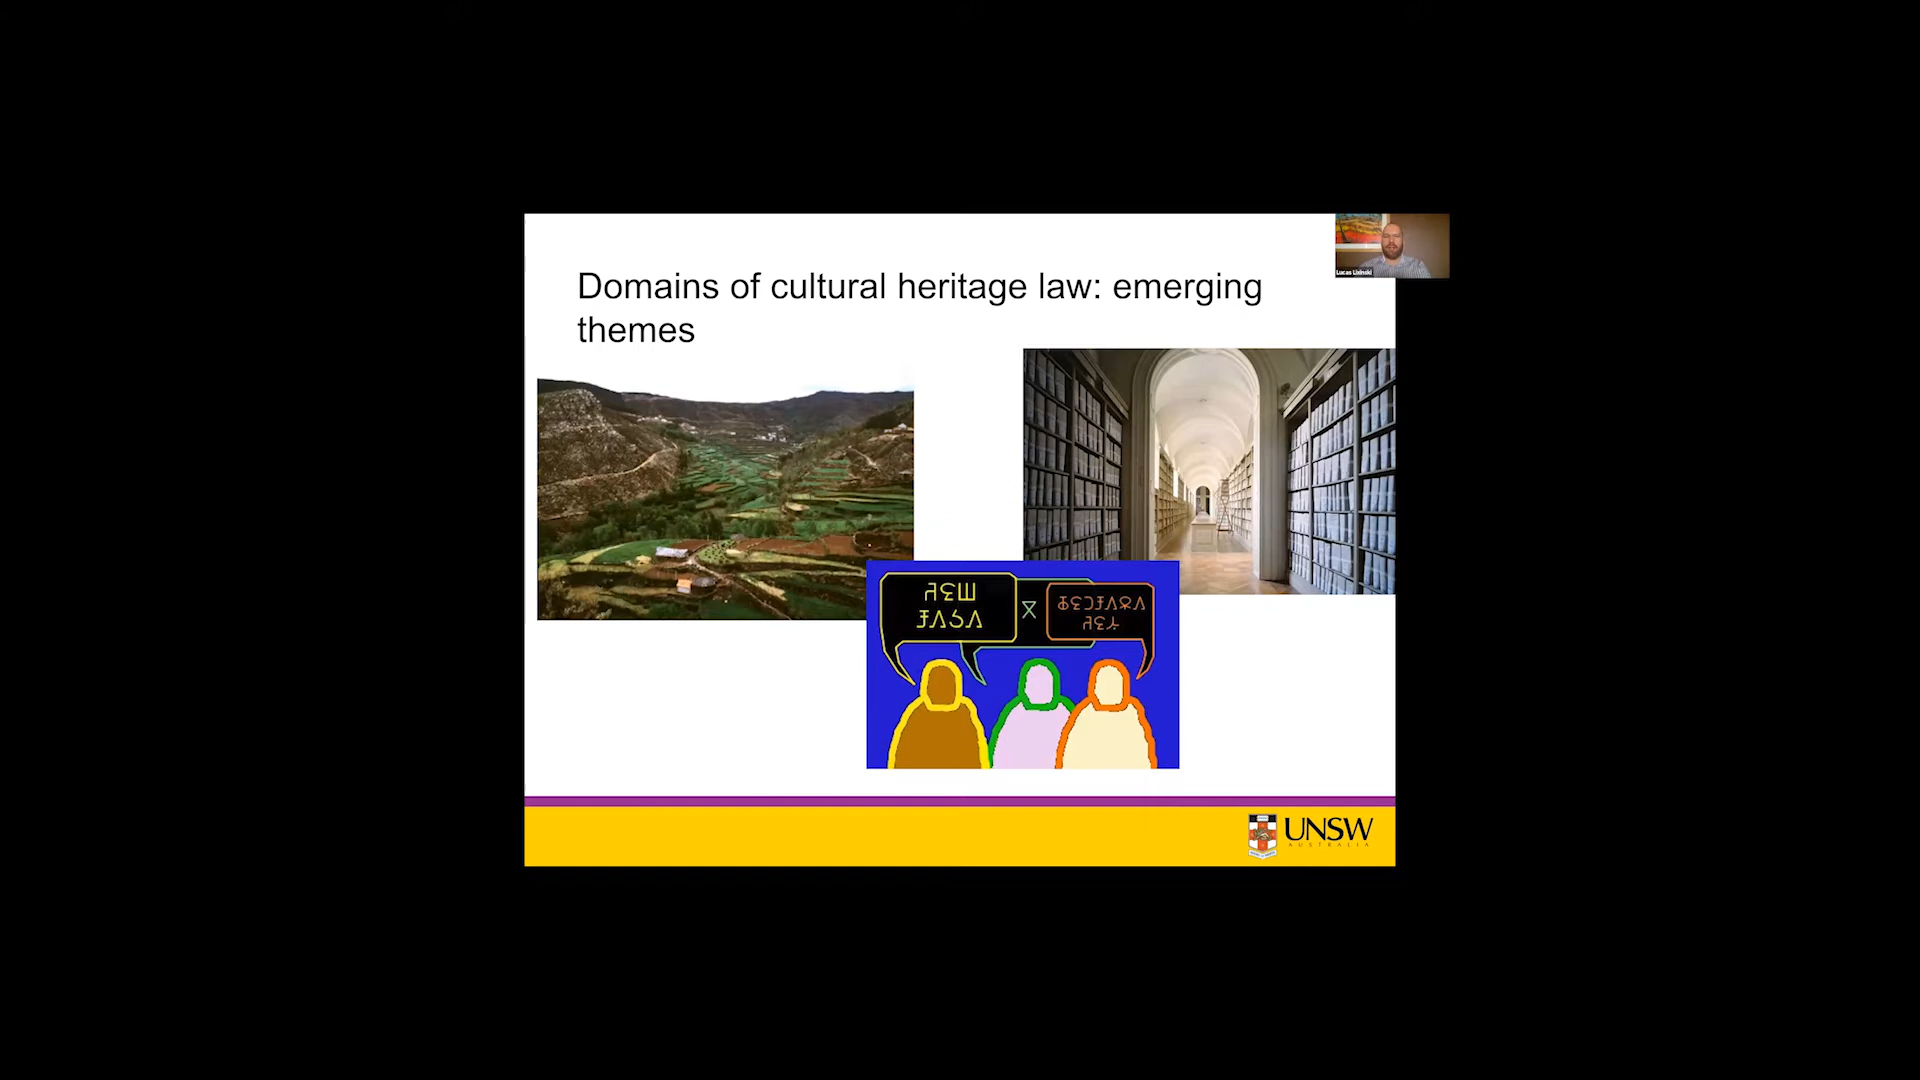 Domains of cultural heritage law: emerging
themes
Lucas Lixinski
UNSW
AUSTRALIA